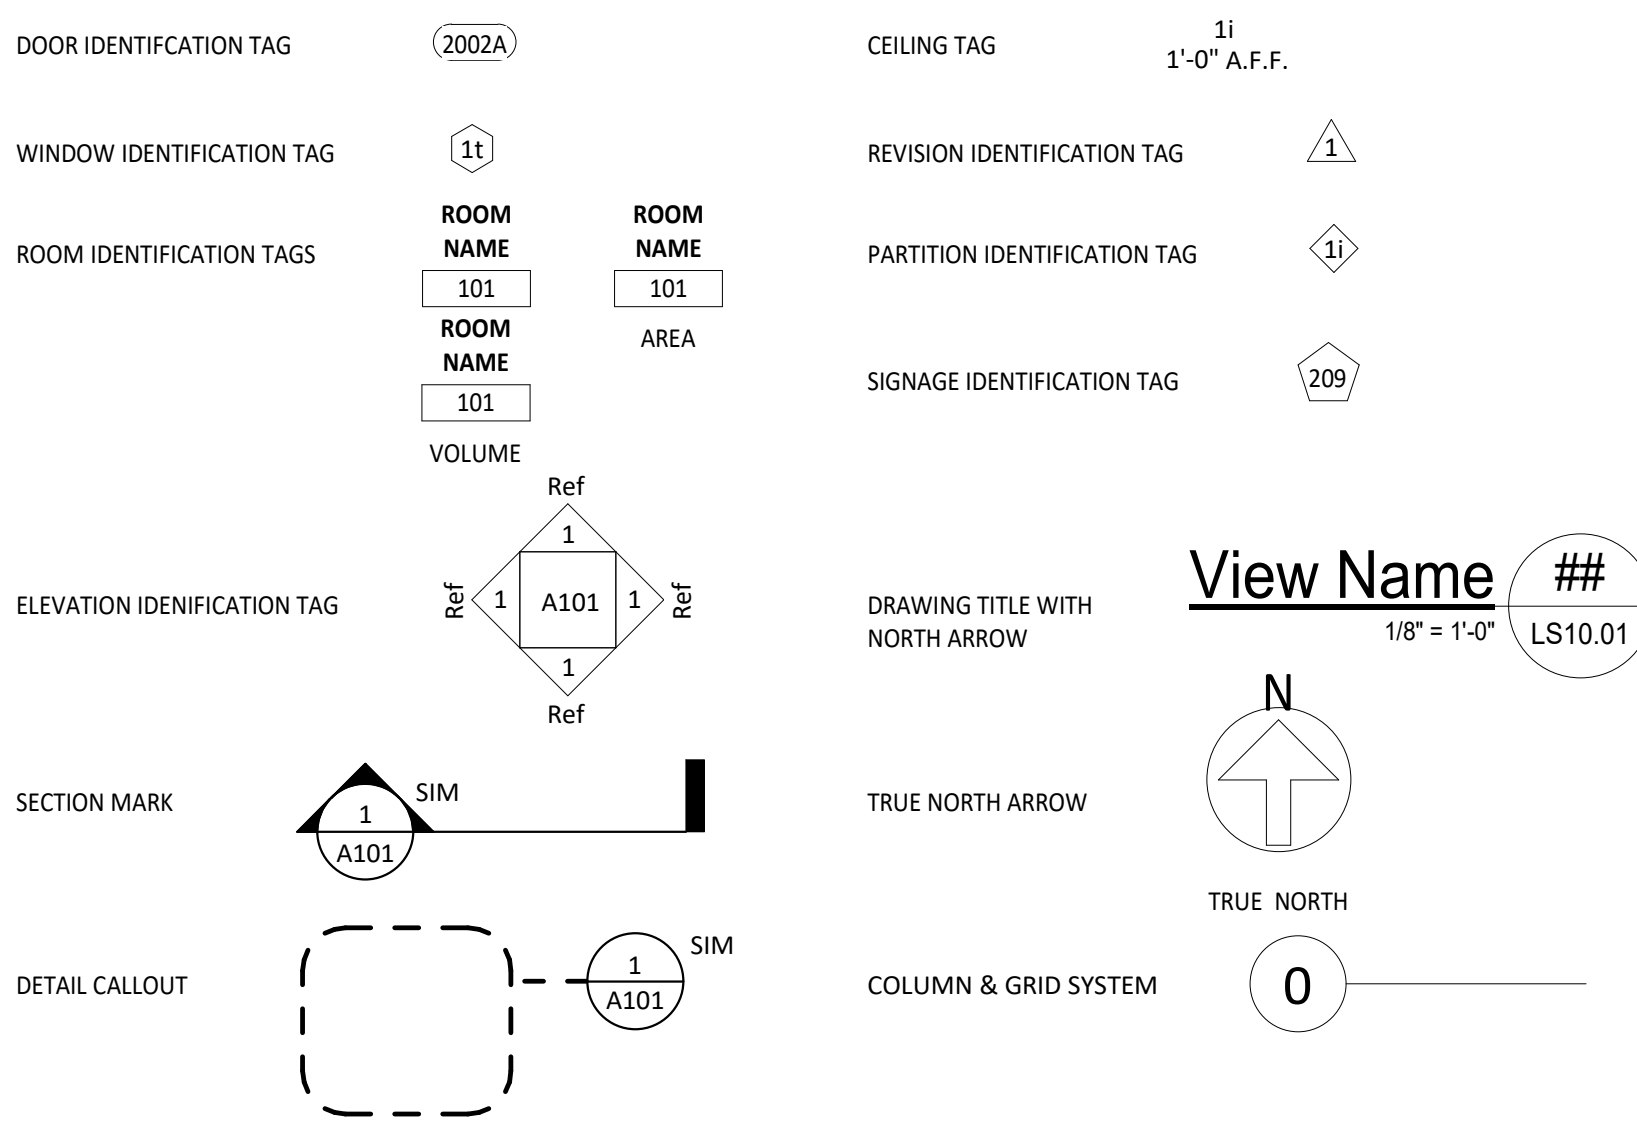 DOOR IDENTIFCATION TAG
2002A
WINDOW IDENTIFICATION TAG
1t
ROOM IDENTIFICATION TAGS
ROOM
NAME
101
ROOM
NAME
101
AREA
ROOM
NAME
101
VOLUME
ELEVATION IDENIFICATION TAG
Ref
1
Ref
1
A101
1
Ref
1
Ref
SECTION MARK
1
A101
SIM
DETAIL CALLOUT
1
A101
SIM
CEILING TAG
1i
1'-0" A.F.F.
REVISION IDENTIFICATION TAG
1
PARTITION IDENTIFICATION TAG
1i
SIGNAGE IDENTIFICATION TAG
209
DRAWING TITLE WITH
NORTH ARROW
View Name
1/8" = 1'-0"
##
LS10.01
TRUE NORTH ARROW
N
TRUE NORTH
COLUMN & GRID SYSTEM
0